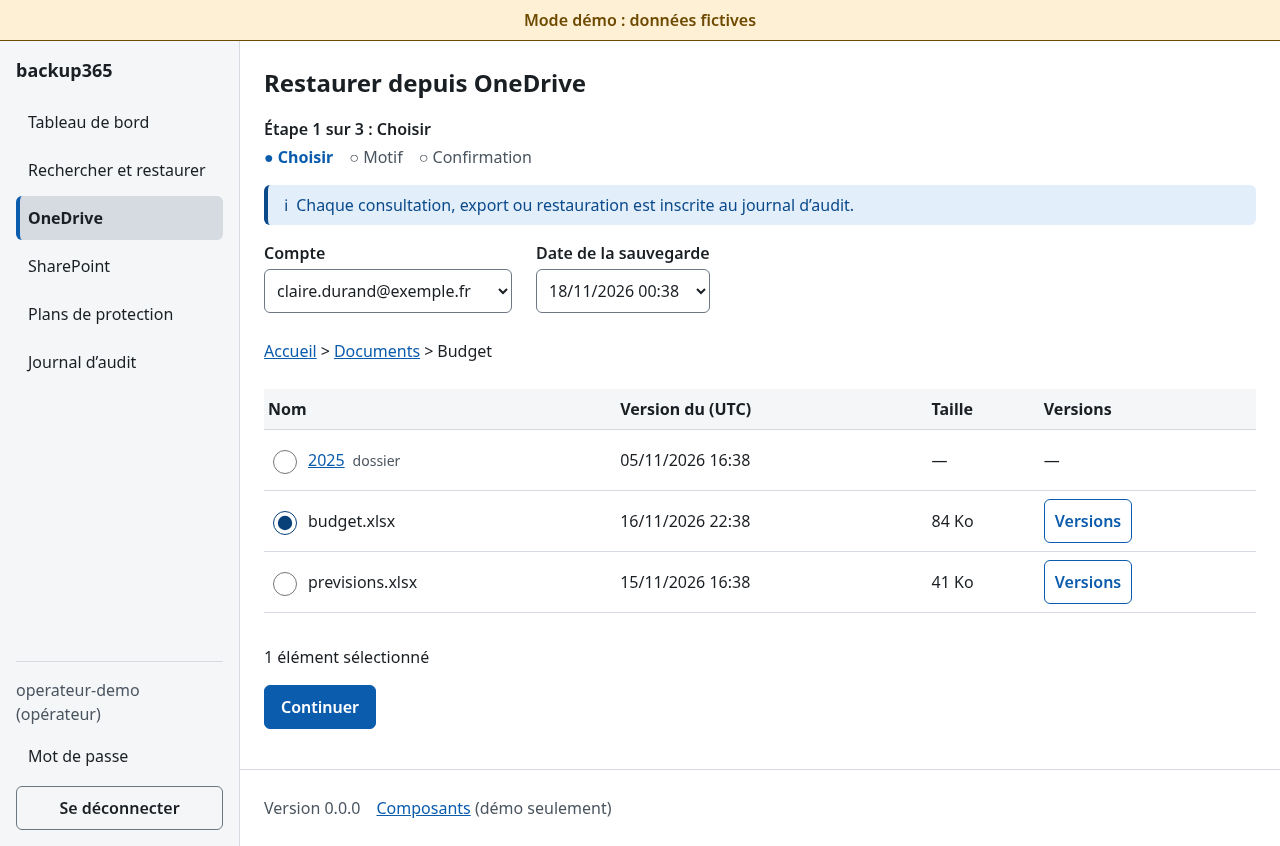 Mode démo : données fictives
backup365
Tableau de bord
Rechercher et restaurer
OneDrive
SharePoint
Plans de protection
Journal d’audit
operateur-demo
(opérateur)
Mot de passe
Se déconnecter
Restaurer depuis OneDrive
Étape 1 sur 3 : Choisir
● Choisir ○ Motif ○ Confirmation
i Chaque consultation, export ou restauration est inscrite au journal d’audit.
Compte Date de la sauvegarde
claire.durand@exemple.fr 18/11/2026 00:38
Accueil > Documents > Budget
Nom Version du (UTC) Taille Versions
2025 dossier 05/11/2026 16:38 — —
budget.xlsx 16/11/2026 22:38 84 Ko Versions
previsions.xlsx 15/11/2026 16:38 41 Ko Versions
1 élément sélectionné
Continuer
Version 0.0.0 Composants (démo seulement)